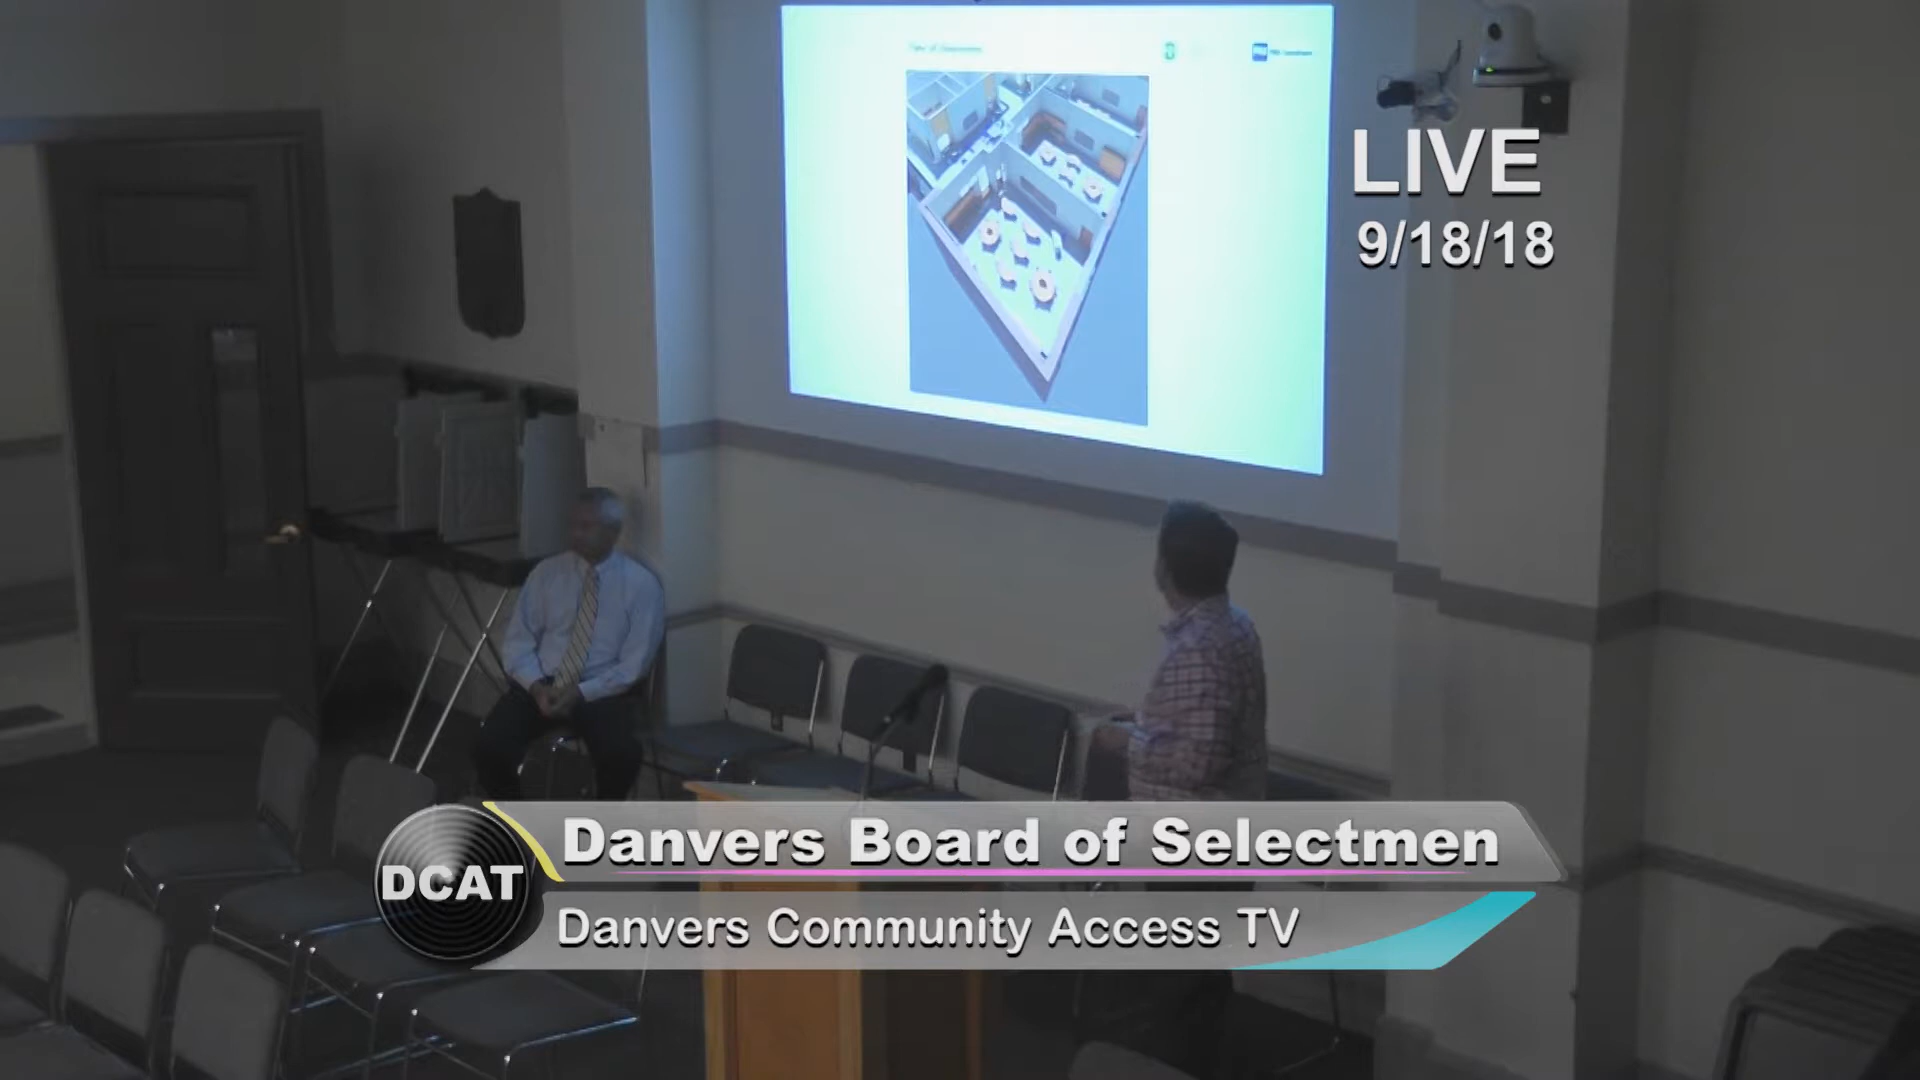 LIVE
9/18/18
DCAT
Danvers Board of Selectmen
Danvers Community Access TV